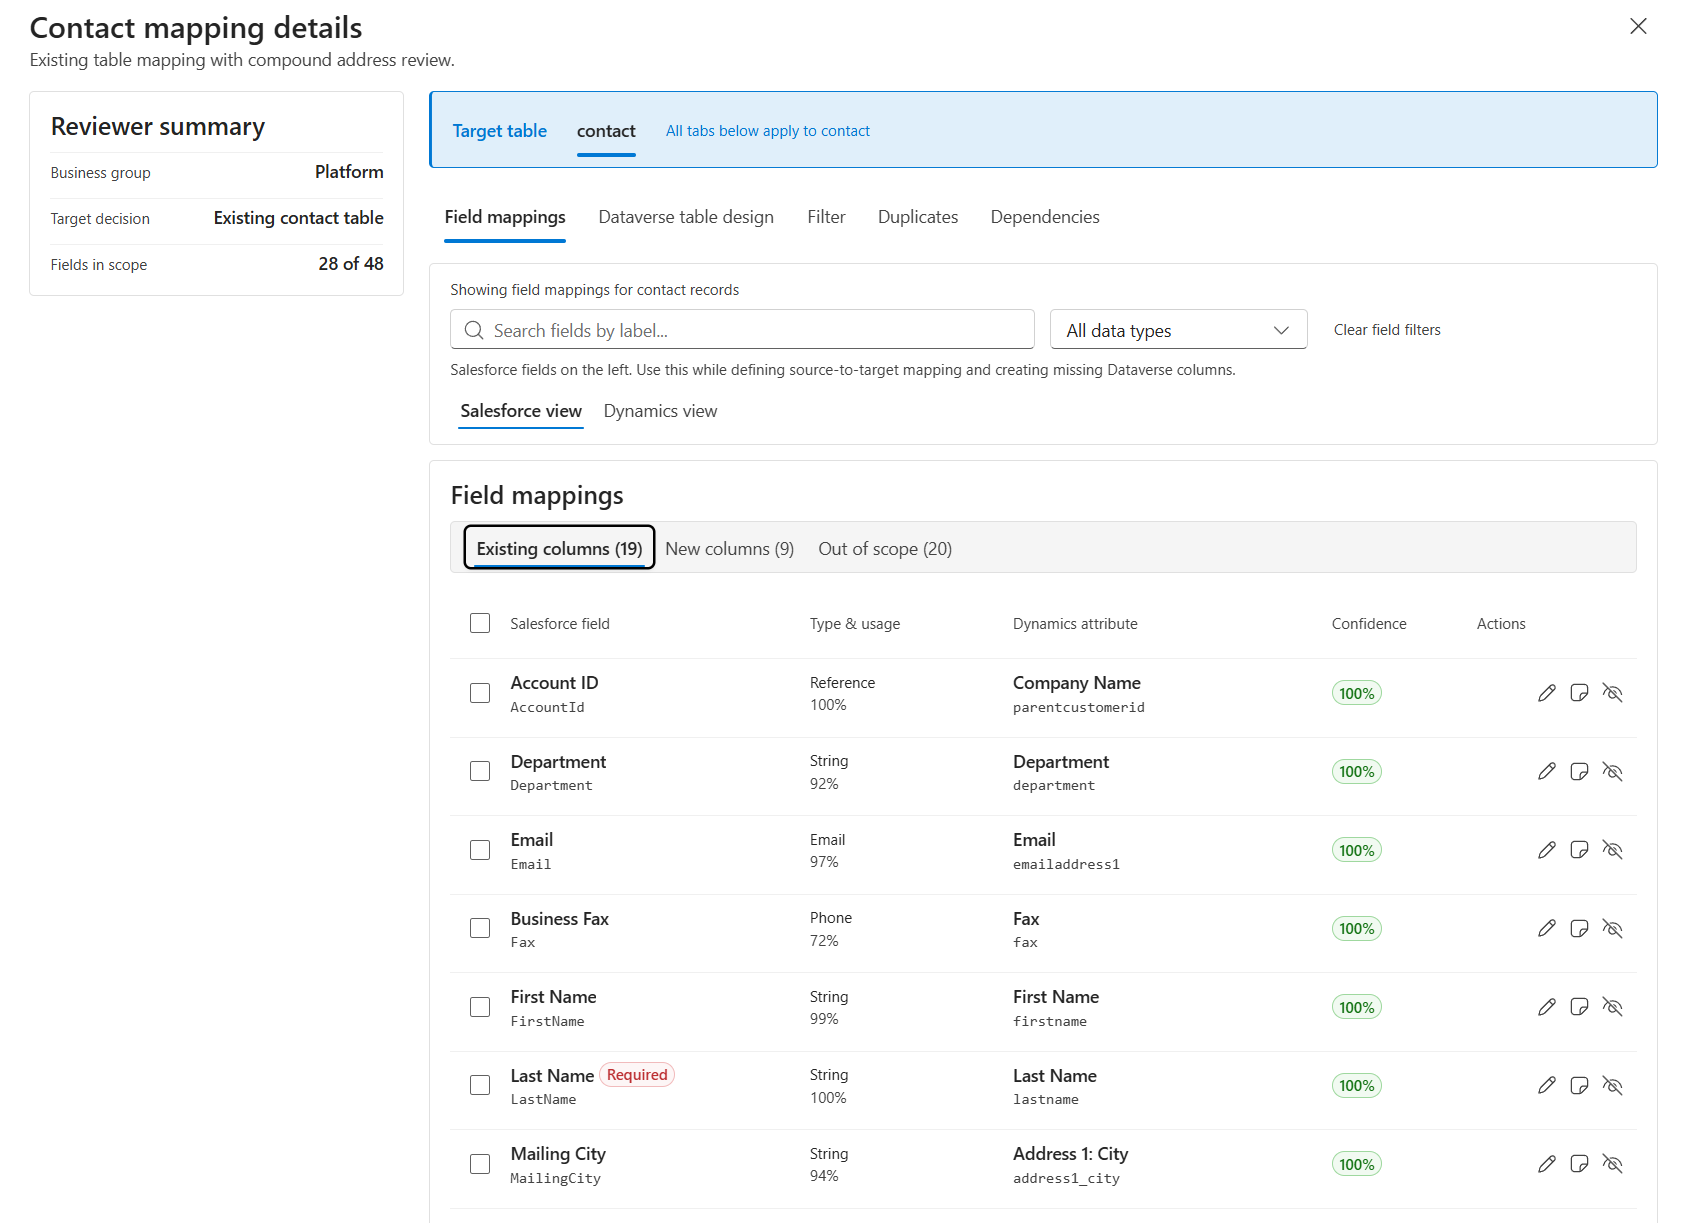 Contact mapping details
Existing table mapping with compound address review.
Reviewer summary
Business group Platform
Target decision Existing contact table
Fields in scope 28 of 48
Target table contact All tabs below apply to contact
Field mappings Dataverse table design Filter Duplicates Dependencies
Showing field mappings for contact records
Search fields by label... All data types Clear field filters
Salesforce fields on the left. Use this while defining source-to-target mapping and creating missing Dataverse columns.
Salesforce view Dynamics view
Field mappings
Existing columns (19) New columns (9) Out of scope (20)
Salesforce field Type & usage Dynamics attribute Confidence Actions
Account ID Reference Company Name 100%
AccountId 100% parentcustomerid
Department String Department 100%
Department 92% department
Email Email Email 100%
Email 97% emailaddress1
Business Fax Phone Fax 100%
Fax 72% fax
First Name String First Name 100%
FirstName 99% firstname
Last Name Required String Last Name 100%
LastName 100% lastname
Mailing City String Address 1: City 100%
MailingCity 94% address1_city